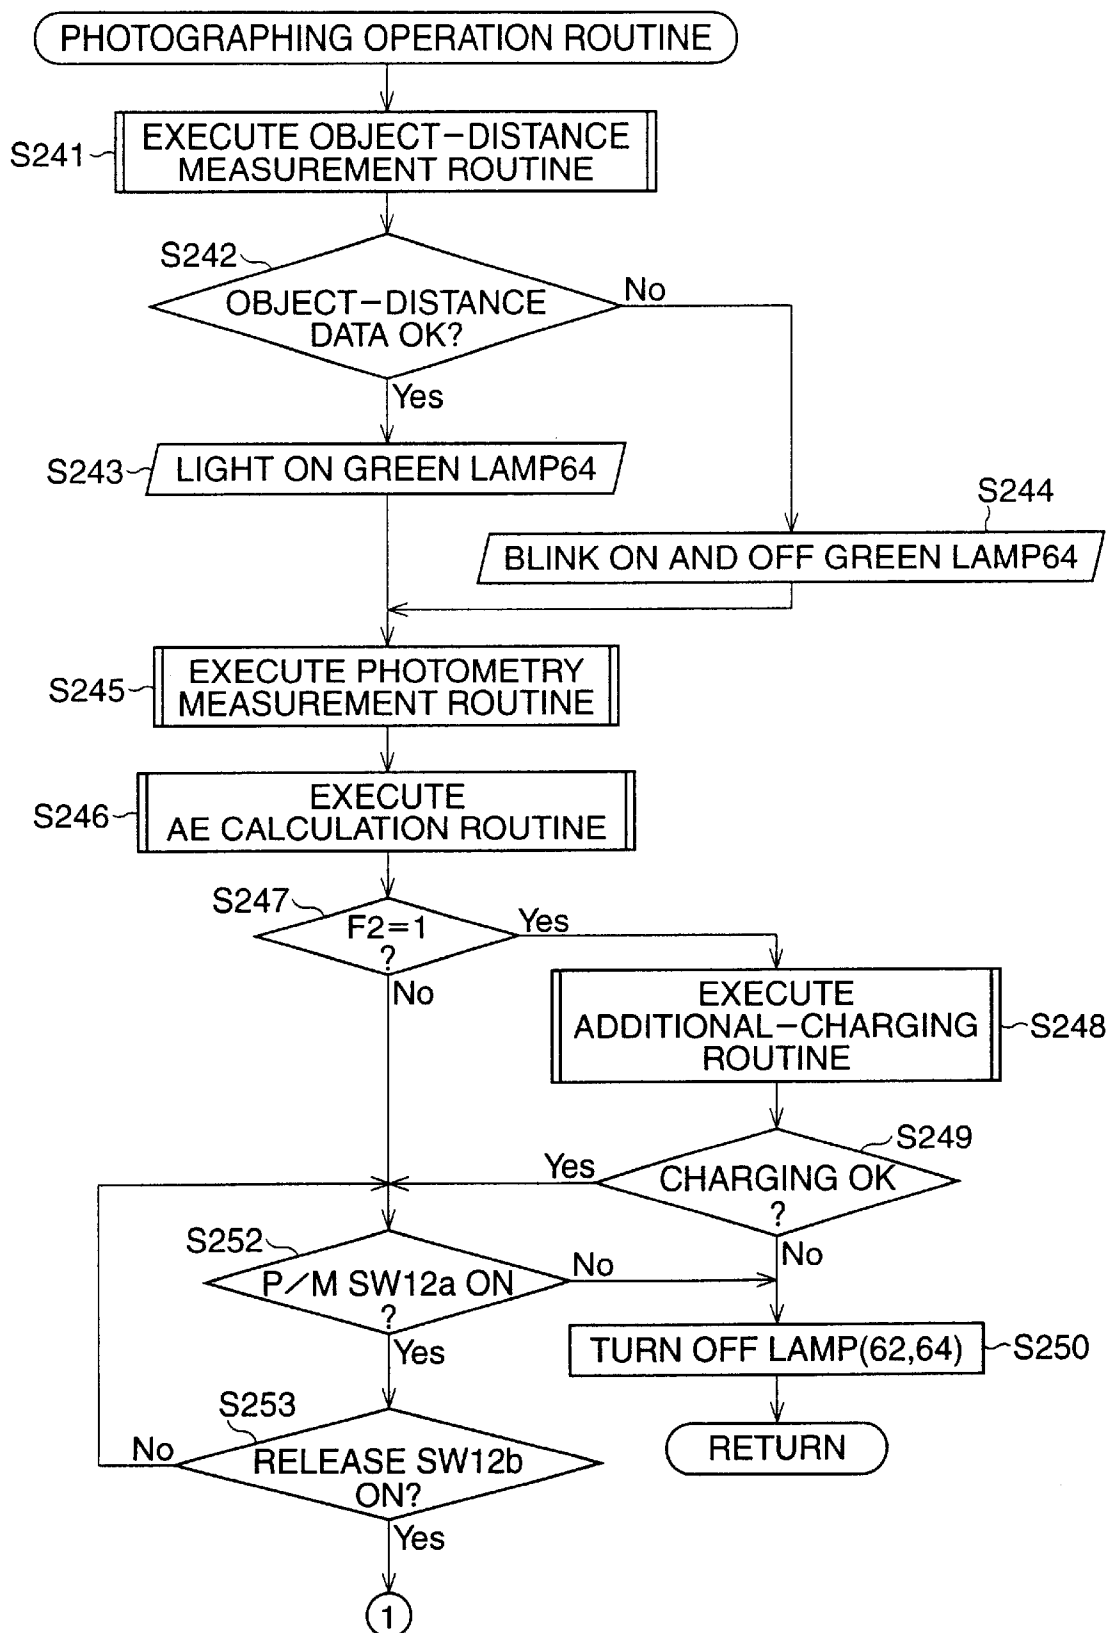 PHOTOGRAPHING OPERATION ROUTINE
S241
EXECUTE OBJECT-DISTANCE
MEASUREMENT ROUTINE
S242
OBJECT-DISTANCE
DATA OK?
No
Yes
S243
LIGHT ON GREEN LAMP64
S244
BLINK ON AND OFF GREEN LAMP64
S245
EXECUTE PHOTOMETRY
MEASUREMENT ROUTINE
S246
EXECUTE
AE CALCULATION ROUTINE
S247
F2=1
?
Yes
No
EXECUTE
ADDITIONAL-CHARGING
ROUTINE
S248
S249
CHARGING OK
?
Yes
No
S252
P/M SW12a ON
?
No
Yes
TURN OFF LAMP(62,64)
S250
RETURN
S253
RELEASE SW12b
ON?
No
Yes
1